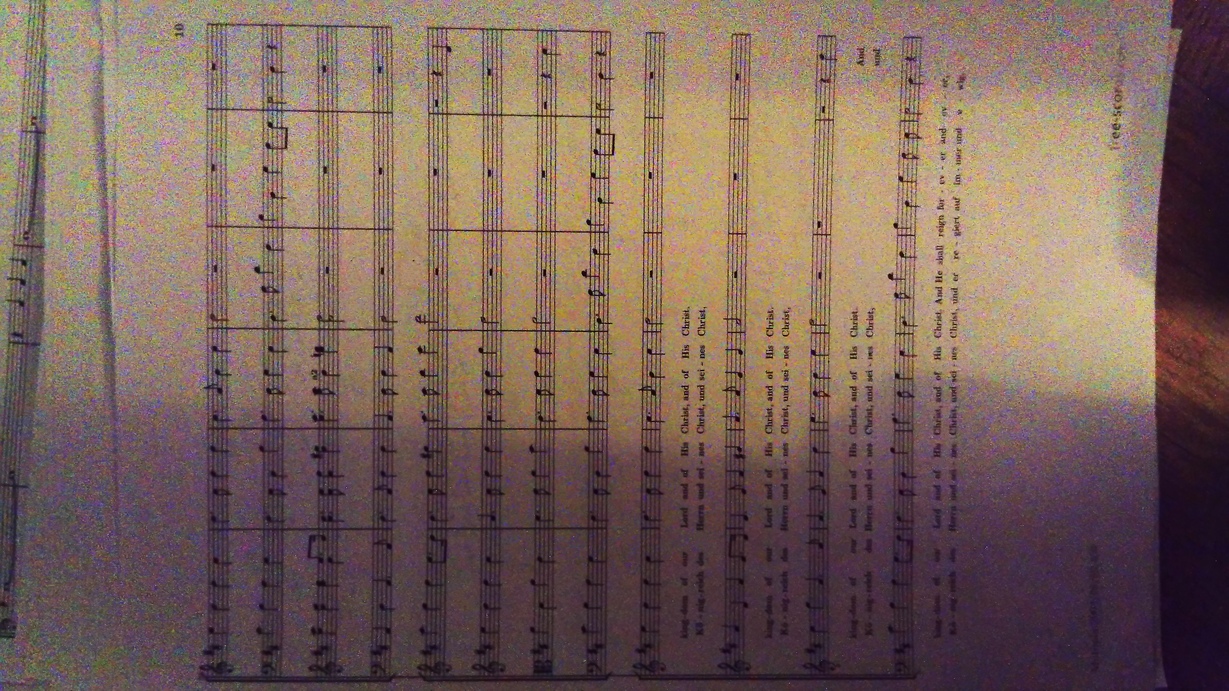 10
a2
king-dom of our Lord and of His Christ, and of His Christ.
Kö - nig-reich des Herrn und sei - nes Christ, und sei - nes Christ,
king-dom of our Lord and of His Christ, and of His Christ.
Kö - nig-reich des Herrn und sei - nes Christ, und sei - nes Christ,
king-dom of our Lord and of His Christ, and of His Christ. And
Kö - nig-reich des Herrn und sei - nes Christ, und sei - nes Christ, und
king-dom of our Lord and of His Christ, and of His Christ. And He shall reign for - ev - er and ev - er,
Kö - nig-reich des Herrn und sei - nes Christ, und sei - nes Christ, und er re - giert auf im - mer und e - wig,